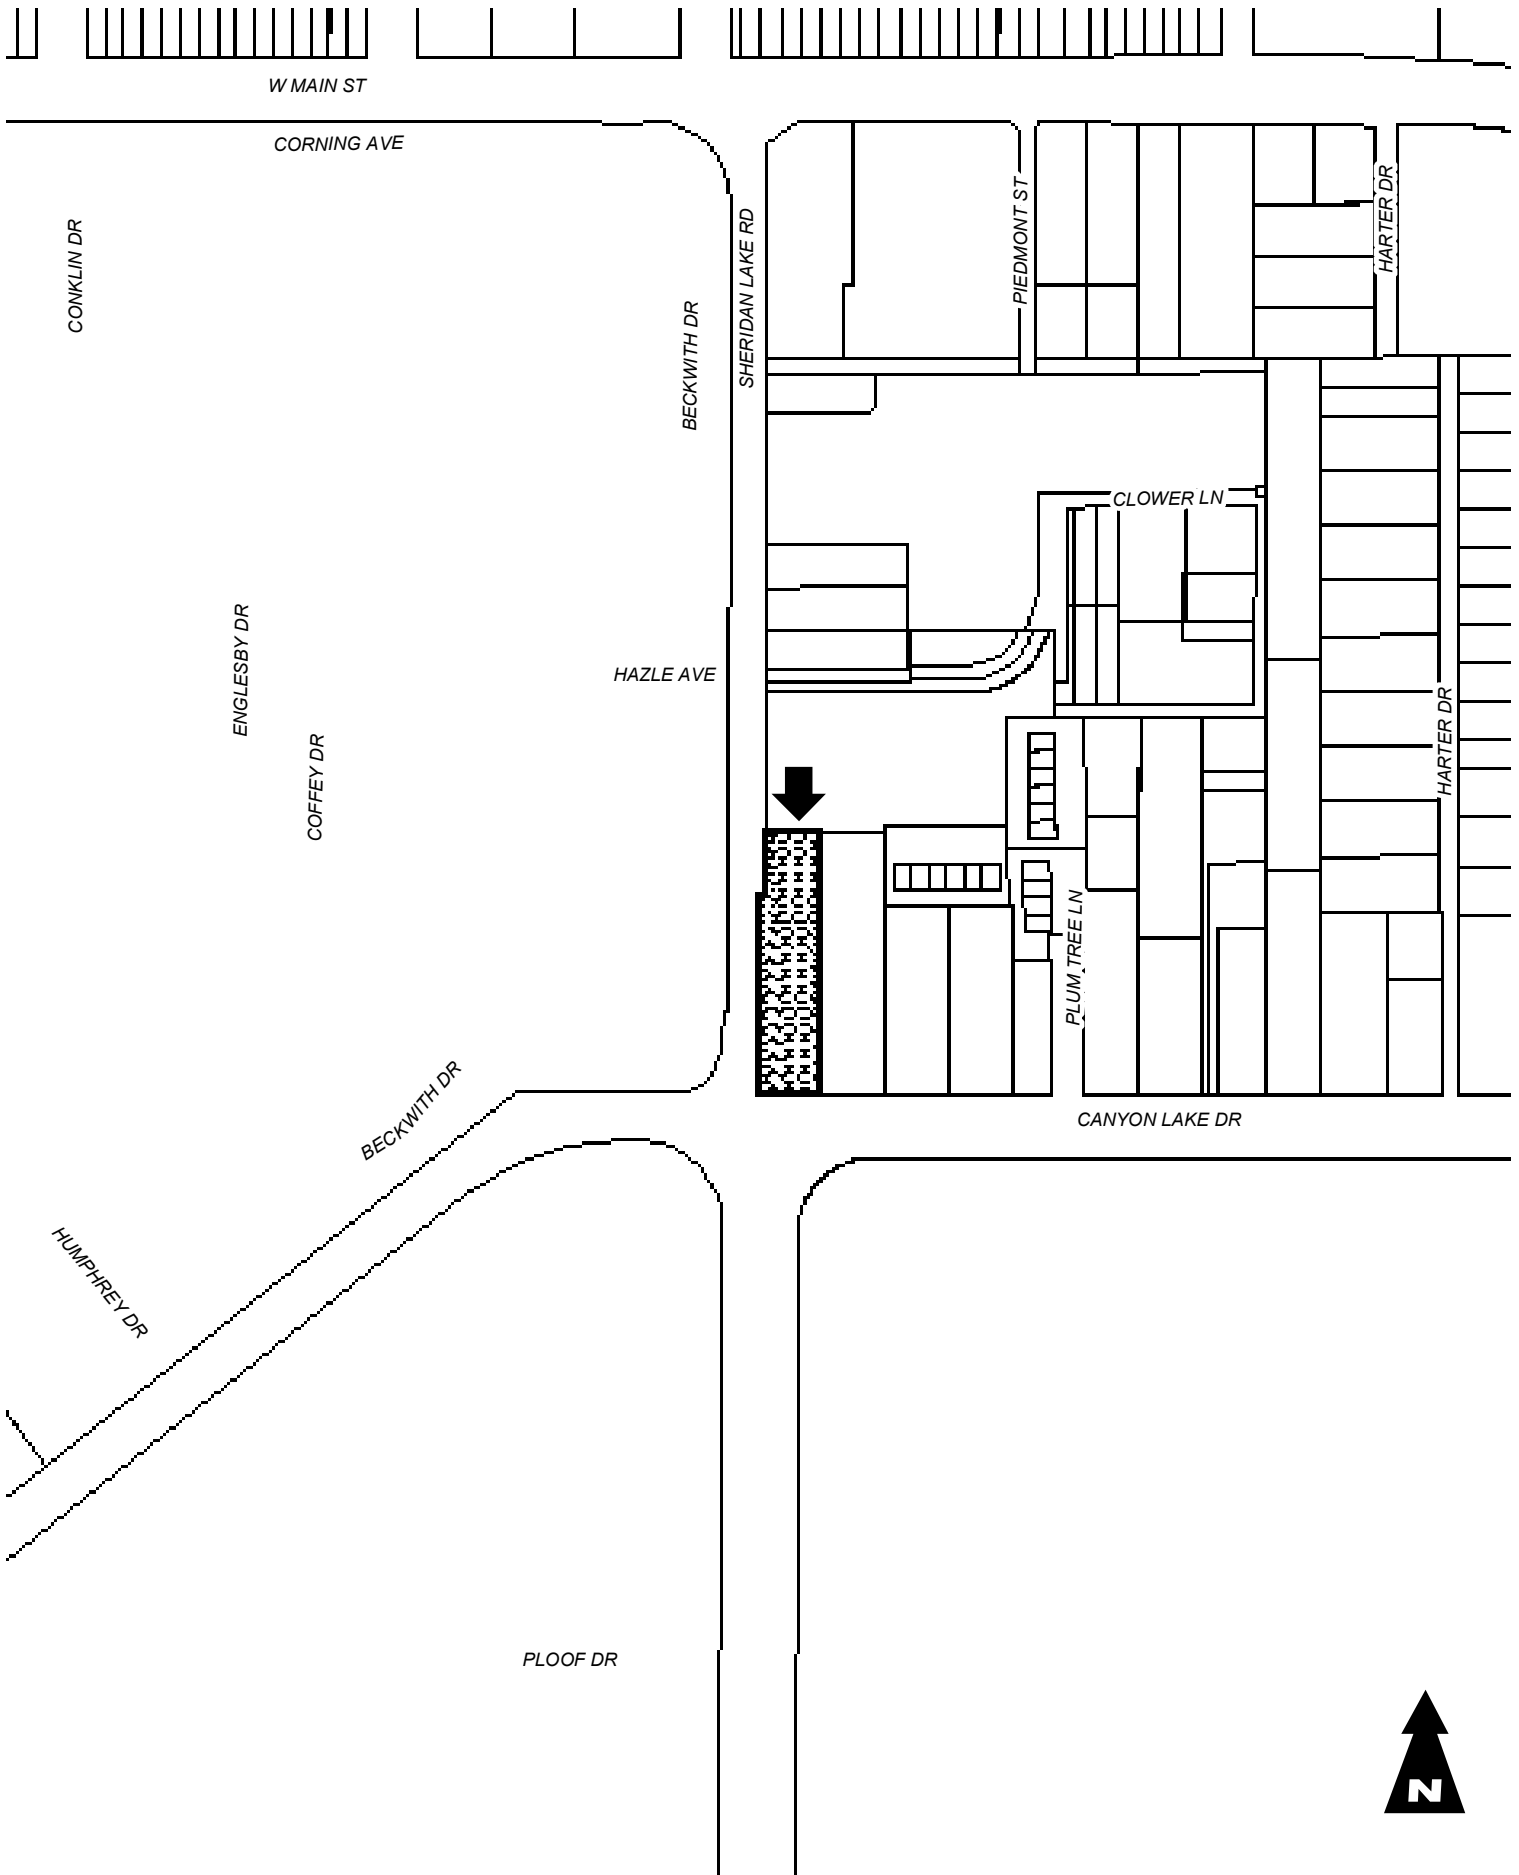 W MAIN ST
CORNING AVE
CONKLIN DR
BECKWITH DR
SHERIDAN LAKE RD
PIEDMONT ST
HARTER DR
CLOWER LN
ENGLESBY DR
HAZLE AVE
COFFEY DR
HARTER DR
PLUM TREE LN
BECKWITH DR
CANYON LAKE DR
HUMPHREY DR
PLOOF DR
N